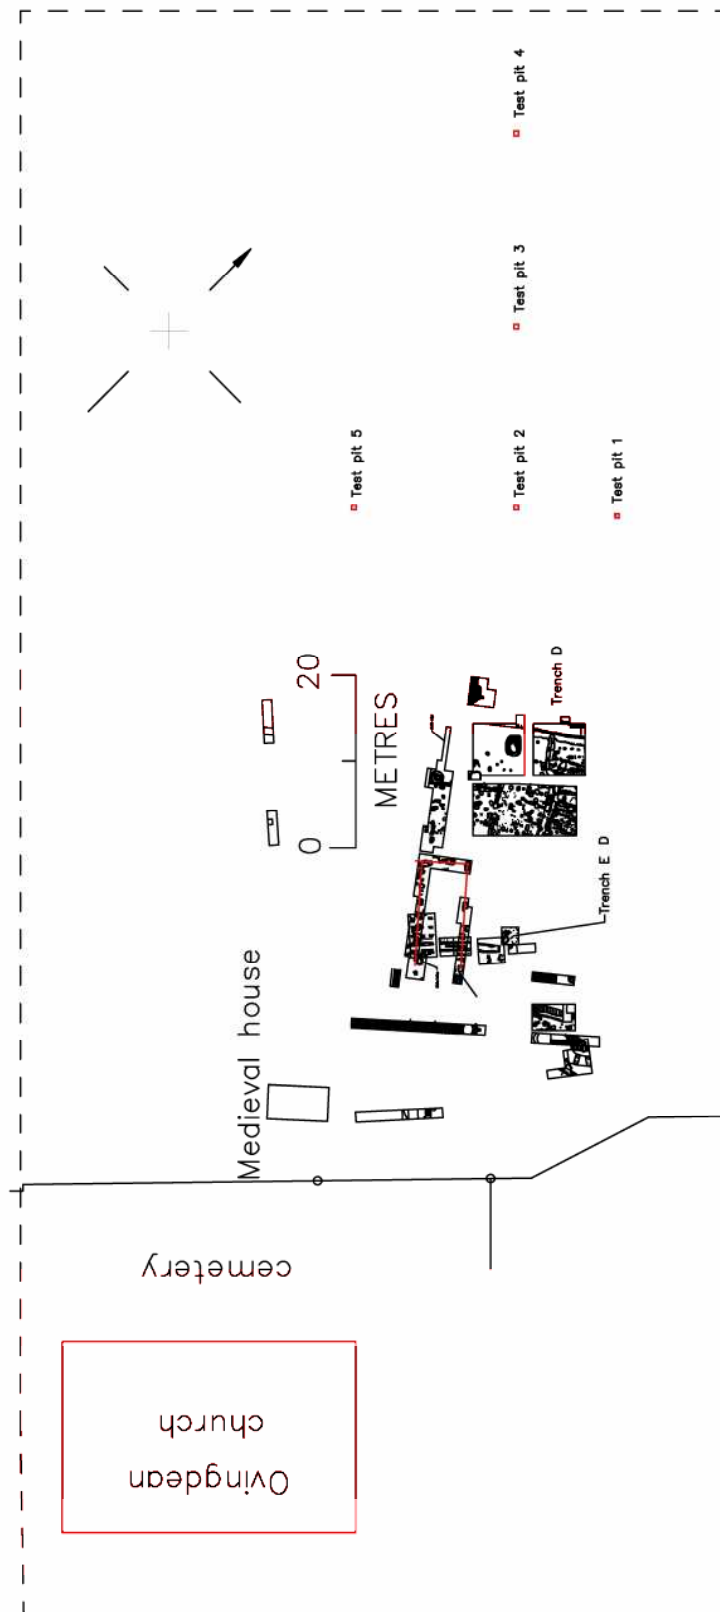 Test pit 4
Test pit 3
Test pit 5
Test pit 2
Test pit 1
0
20
METRES
Trench D
Trench E D
Medieval house
cemetery
Ovingdean
church